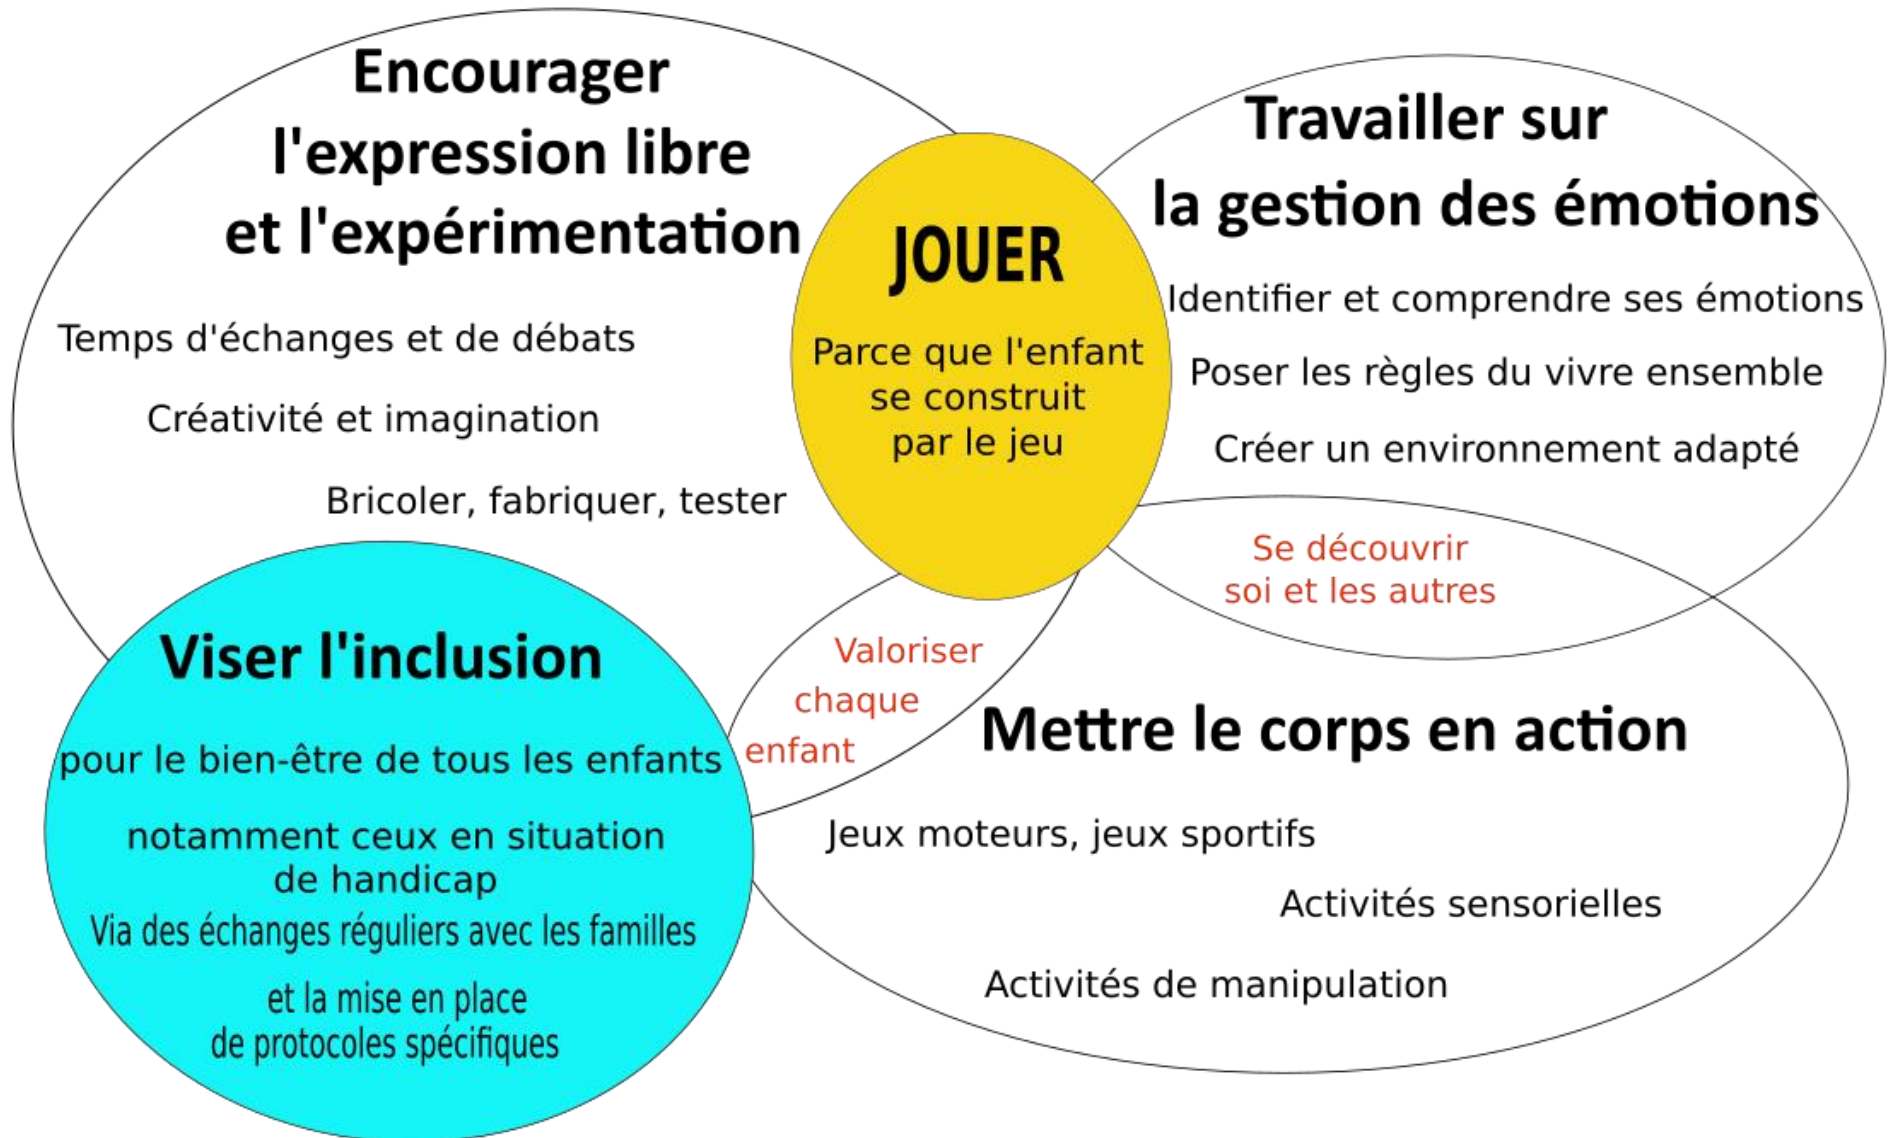 Encourager
l'expression libre
et l'expérimentation
Temps d'échanges et de débats
Créativité et imagination
Bricoler, fabriquer, tester
JOUER
Parce que l'enfant
se construit
par le jeu
Travailler sur
la gestion des émotions
Identifier et comprendre ses émotions
Poser les règles du vivre ensemble
Créer un environnement adapté
Se découvrir
soi et les autres
Valoriser
chaque
enfant
Viser l'inclusion
pour le bien-être de tous les enfants
notamment ceux en situation
de handicap
Via des échanges réguliers avec les familles
et la mise en place
de protocoles spécifiques
Mettre le corps en action
Jeux moteurs, jeux sportifs
Activités sensorielles
Activités de manipulation